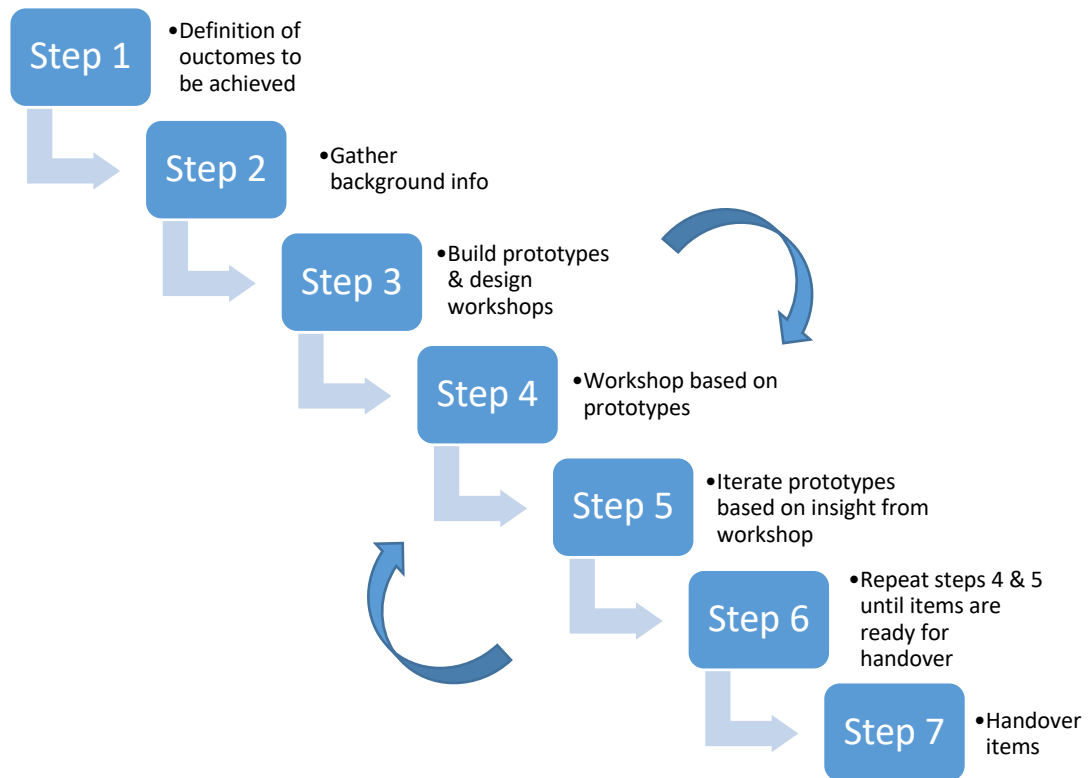 Step 1
•Definition of
ouctomes to
be achieved
Step 2
•Gather
background info
Step 3
•Build prototypes
& design
workshops
Step 4
•Workshop based on
prototypes
Step 5
•Iterate prototypes
based on insight from
workshop
Step 6
•Repeat steps 4 & 5
until items are
ready for
handover
Step 7
•Handover
items